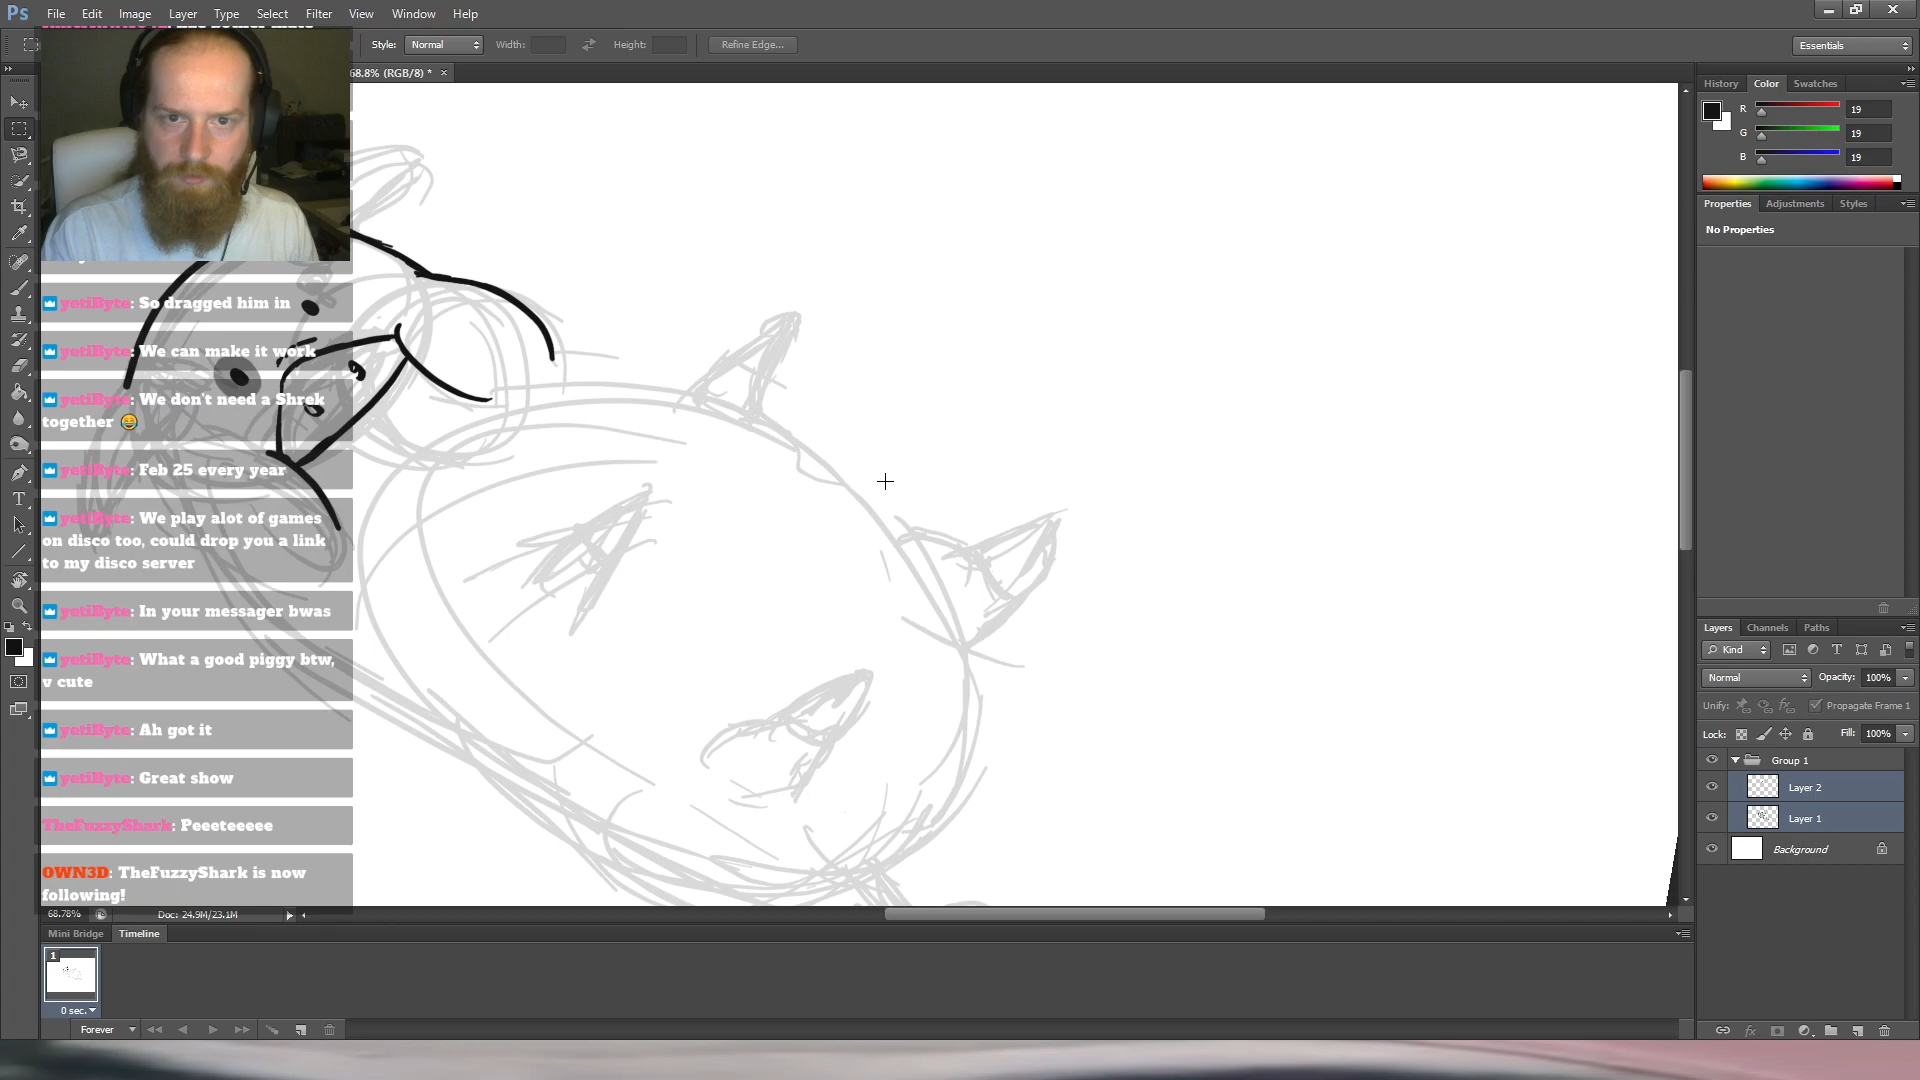 Ps File Edit Image Layer Type Select Filter View Window Help
Style: Normal Width: Height: Refine Edge... Essentials
68.8% (RGB/8) * ×
History Color Swatches
R 19
G 19
B 19
Properties Adjustments Styles
No Properties
yetiByte: So dragged him in
yetiByte: We can make it work
yetiByte: We don't need a Shrek
together 😅
yetiByte: Feb 25 every year
yetiByte: We play alot of games
on disco too, could drop you a link
to my disco server
yetiByte: In your messager bwas
yetiByte: What a good piggy btw,
v cute
yetiByte: Ah got it
yetiByte: Great show
TheFuzzyShark: Peeeteeeee
OWN3D: TheFuzzyShark is now
following!
68.78% Doc: 24.9M/23.1M
Mini Bridge Timeline
1
0 sec.
Forever
Layers Channels Paths
Kind
Normal Opacity: 100%
Unify: Propagate Frame 1
Lock: Fill: 100%
Group 1
Layer 2
Layer 1
Background